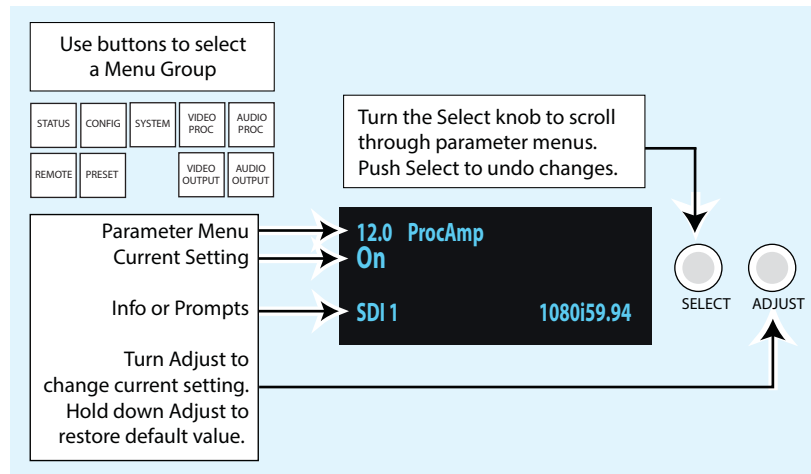 Use buttons to select
a Menu Group
STATUS CONFIG SYSTEM VIDEO PROC AUDIO PROC
REMOTE PRESET VIDEO OUTPUT AUDIO OUTPUT
Turn the Select knob to scroll
through parameter menus.
Push Select to undo changes.
Parameter Menu
Current Setting
Info or Prompts
Turn Adjust to
change current setting.
Hold down Adjust to
restore default value.
12.0 ProcAmp
On
SDI 1 1080i59.94
SELECT ADJUST